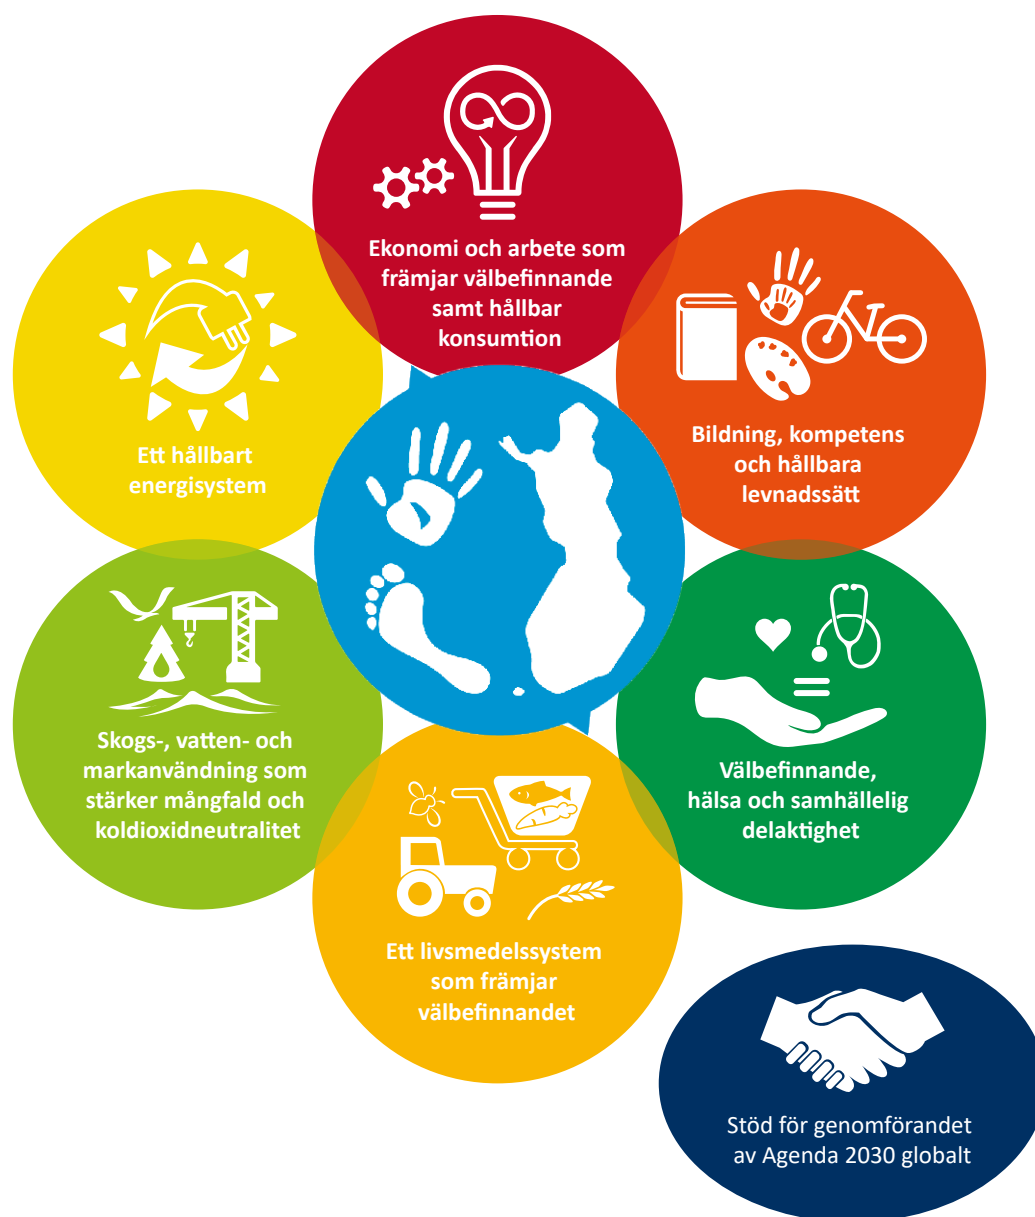 Ekonomi och arbete som
främjar välbefinnande
samt hållbar
konsumtion
Ett hållbart
energisystem
Bildning, kompetens
och hållbara
levnadssätt
Skogs-, vatten- och
markanvändning som
stärker mångfald och
koldioxidneutralitet
Välbefinnande,
hälsa och samhällelig
delaktighet
Ett livsmedelssystem
som främjar
välbefinnandet
Stöd för genomförandet
av Agenda 2030 globalt